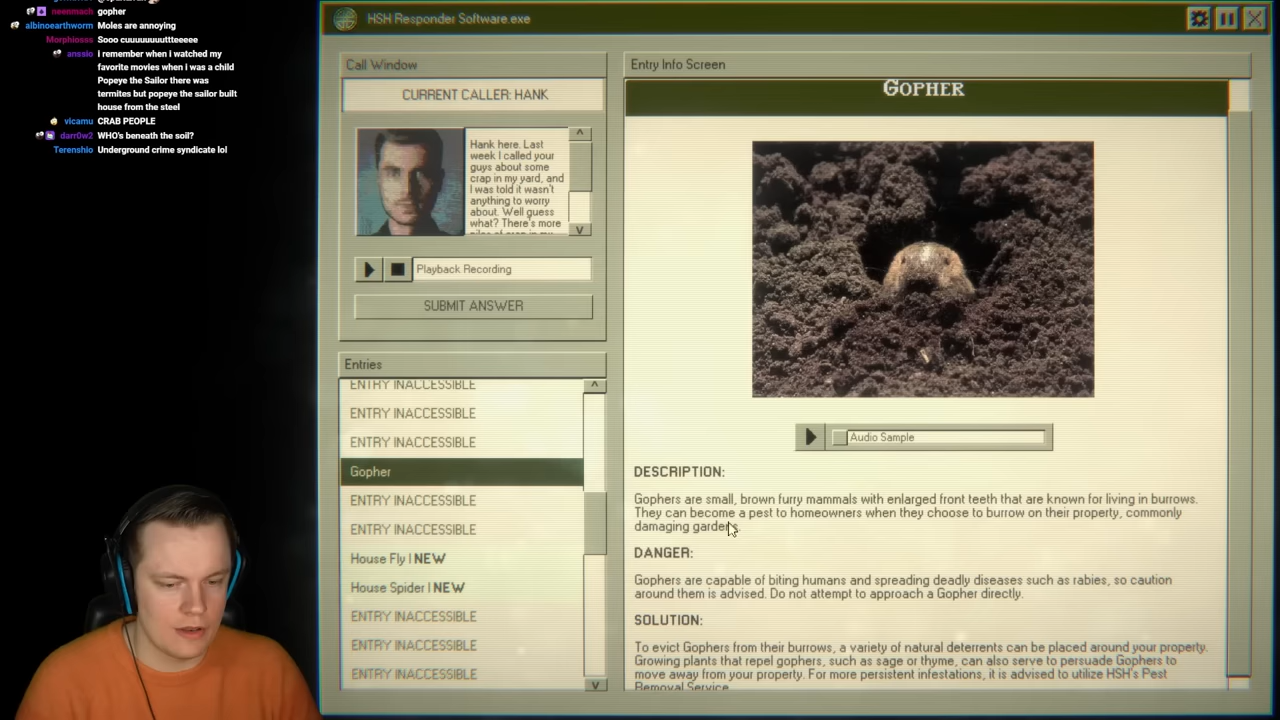 neenmach gopher
albinoearthworm Moles are annoying
Morphiosss Sooo cuuuuuuuttteeeee
anssio I remember when i watched my
favorite movies when i was a child
Popeye the Sailor there was
termites but popeye the sailor built
house from the steel
vicamu CRAB PEOPLE
darr0w2 WHO's beneath the soil?
Terenshio Underground crime syndicate lol
HSH Responder Software.exe
Call Window
CURRENT CALLER: HANK
Hank here. Last
week I called your
guys about some
crap in my yard, and
I was told it wasn't
anything to worry
about. Well guess
what? There's more
Playback Recording
SUBMIT ANSWER
Entries
ENTRY INACCESSIBLE
ENTRY INACCESSIBLE
ENTRY INACCESSIBLE
Gopher
ENTRY INACCESSIBLE
ENTRY INACCESSIBLE
House Fly | NEW
House Spider | NEW
ENTRY INACCESSIBLE
ENTRY INACCESSIBLE
ENTRY INACCESSIBLE
Entry Info Screen
GOPHER
Audio Sample
DESCRIPTION:
Gophers are small, brown furry mammals with enlarged front teeth that are known for living in burrows.
They can become a pest to homeowners when they choose to burrow on their property, commonly
damaging gardens.
DANGER:
Gophers are capable of biting humans and spreading deadly diseases such as rabies, so caution
around them is advised. Do not attempt to approach a Gopher directly.
SOLUTION:
To evict Gophers from their burrows, a variety of natural deterrents can be placed around your property.
Growing plants that repel gophers, such as sage or thyme, can also serve to persuade Gophers to
move away from your property. For more persistent infestations, it is advised to utilize HSH's Pest
Removal Service.